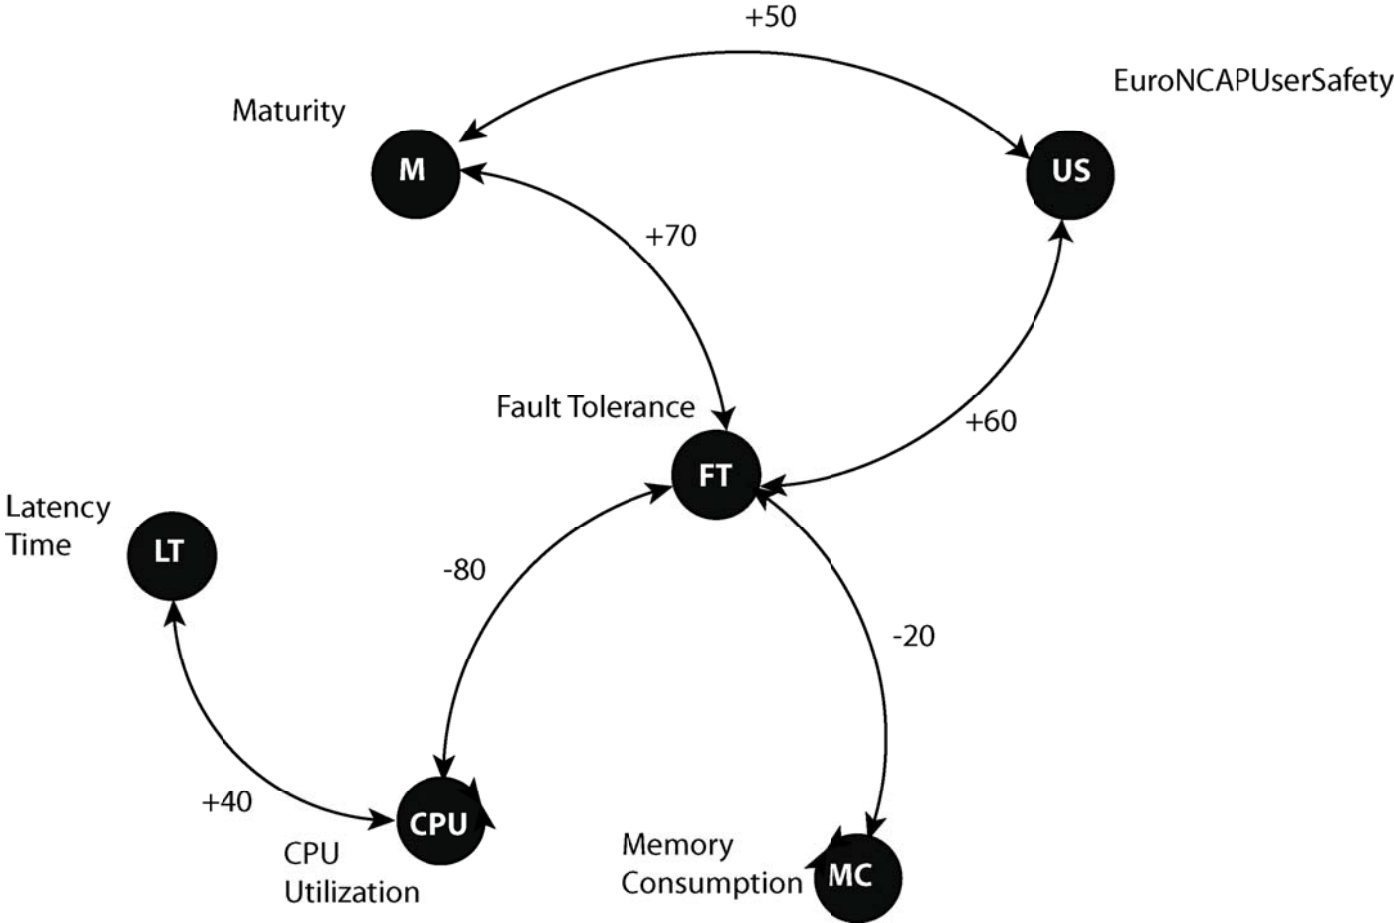 +50
EuroNCAPUserSafety
Maturity
M
US
+70
Fault Tolerance
+60
FT
Latency
Time
LT
-80
-20
+40
CPU
CPU
Utilization
Memory
Consumption
MC